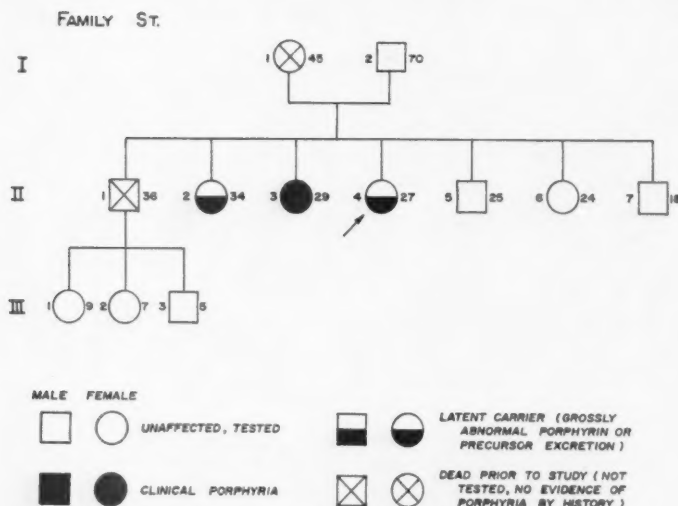 FAMILY ST.
I
1 45 2 70
II
1 36 2 34 3 29 4 27 5 25 6 24 7 18
III
1 9 2 7 3 5
MALE FEMALE
UNAFFECTED, TESTED
CLINICAL PORPHYRIA
LATENT CARRIER (GROSSLY
ABNORMAL PORPHYRIN OR
PRECURSOR EXCRETION)
DEAD PRIOR TO STUDY (NOT
TESTED, NO EVIDENCE OF
PORPHYRIA BY HISTORY)